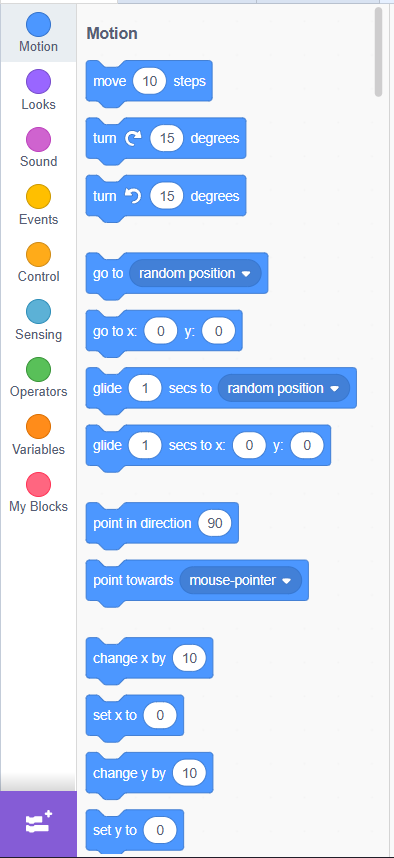 Motion
Looks
Sound
Events
Control
Sensing
Operators
Variables
My Blocks
Motion
move 10 steps
turn 15 degrees
turn 15 degrees
go to random position
go to x: 0 y: 0
glide 1 secs to random position
glide 1 secs to x: 0 y: 0
point in direction 90
point towards mouse-pointer
change x by 10
set x to 0
change y by 10
set y to 0